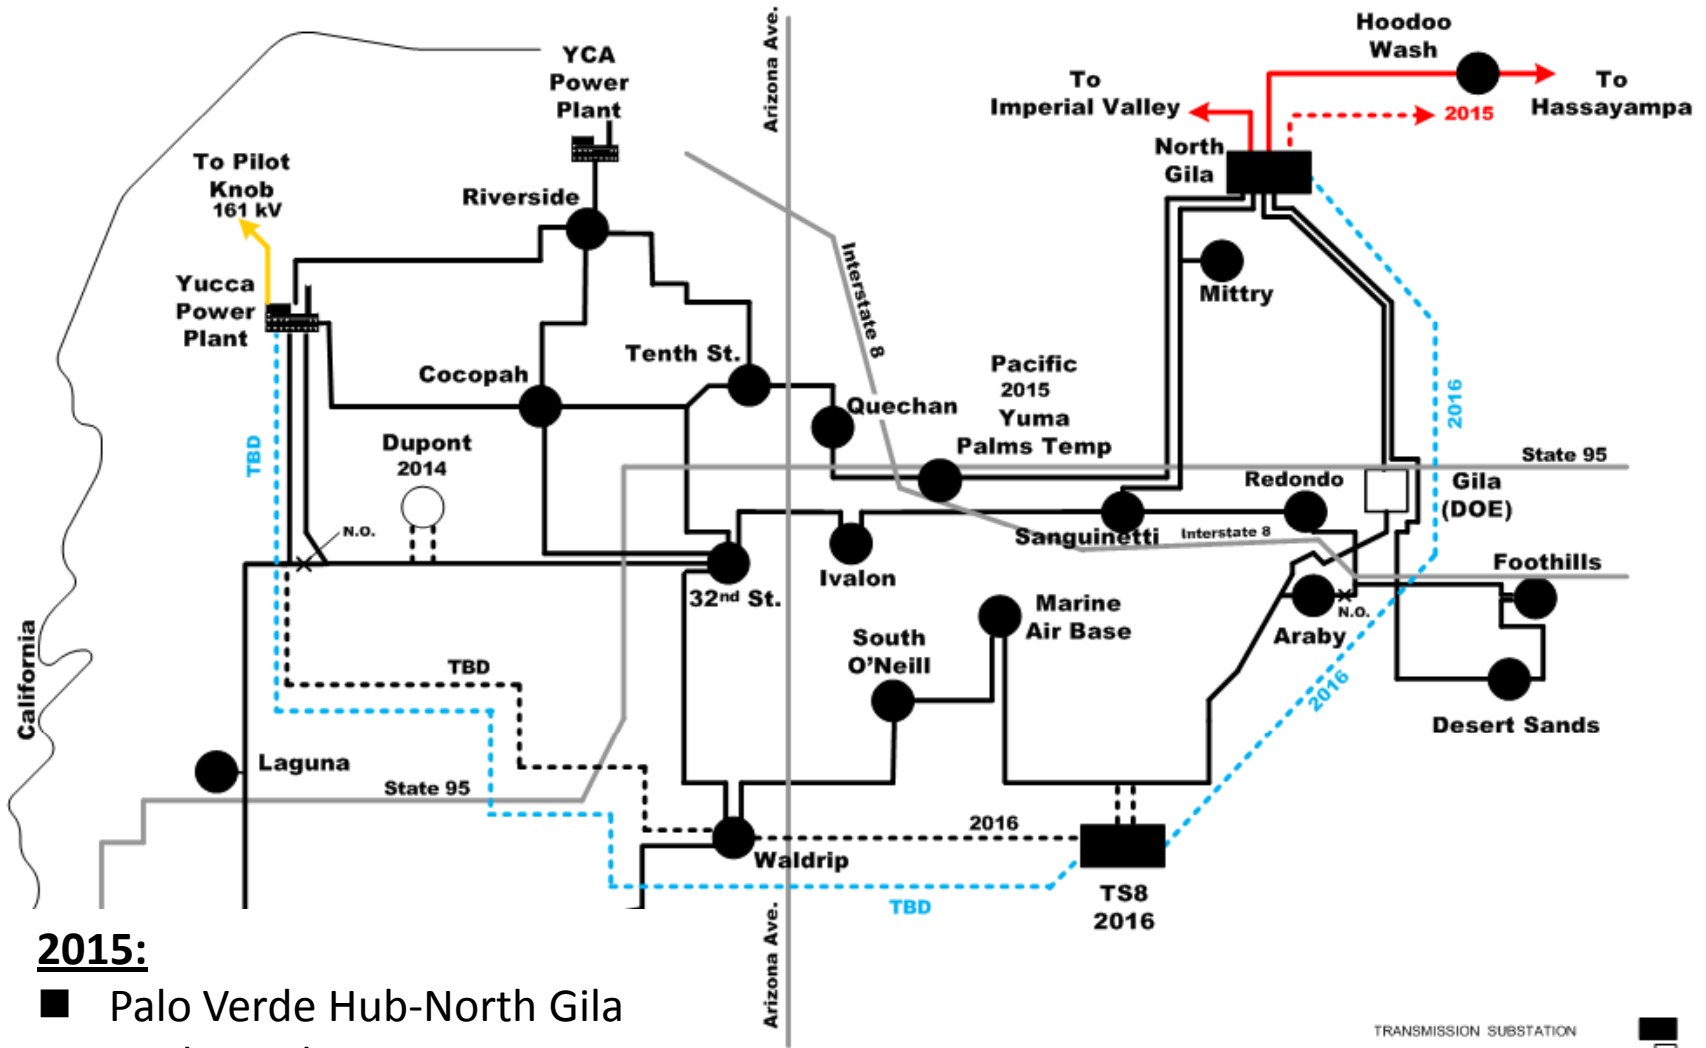 Hoodoo
Wash
To
Imperial Valley
To
Hassayampa
2015
North
Gila
Arizona Ave.
YCA
Power
Plant
To Pilot
Knob
161 kV
Riverside
Yucca
Power
Plant
Interstate 8
Mittry
Tenth St.
Cocopah
Pacific
2015
Yuma
Palms Temp
Quechan
2016
TBD
Dupont
2014
State 95
Redondo
Gila
(DOE)
N.O.
Sanguinetti
Interstate 8
Ivalon
Foothills
32nd St.
Marine
Air Base
N.O.
Araby
South
O'Neill
TBD
California
2016
Desert Sands
Laguna
State 95
2016
Waldrip
TBD
TS8
2016
Arizona Ave.
2015:
■ Palo Verde Hub-North Gila
TRANSMISSION SUBSTATION